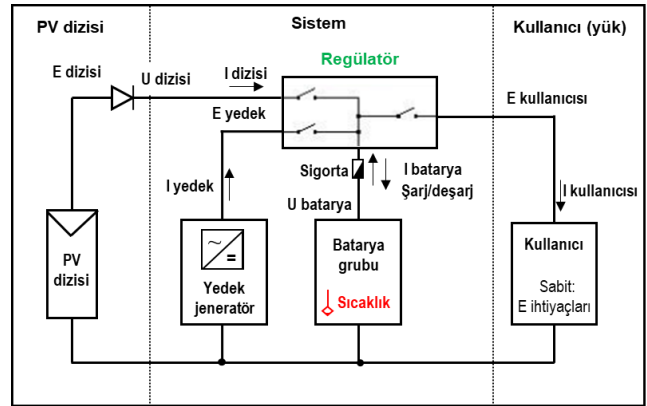 PV dizisi
Sistem
Kullanıcı (yük)
Regülatör
E dizisi
U dizisi
I dizisi
E yedek
E kullanıcısı
Sigorta
I batarya
Şarj/deşarj
I yedek
U batarya
I kullanıcısı
PV
dizisi
~
=
Yedek
jeneratör
Batarya
grubu
Sıcaklık
Kullanıcı
Sabit:
E ihtiyaçları